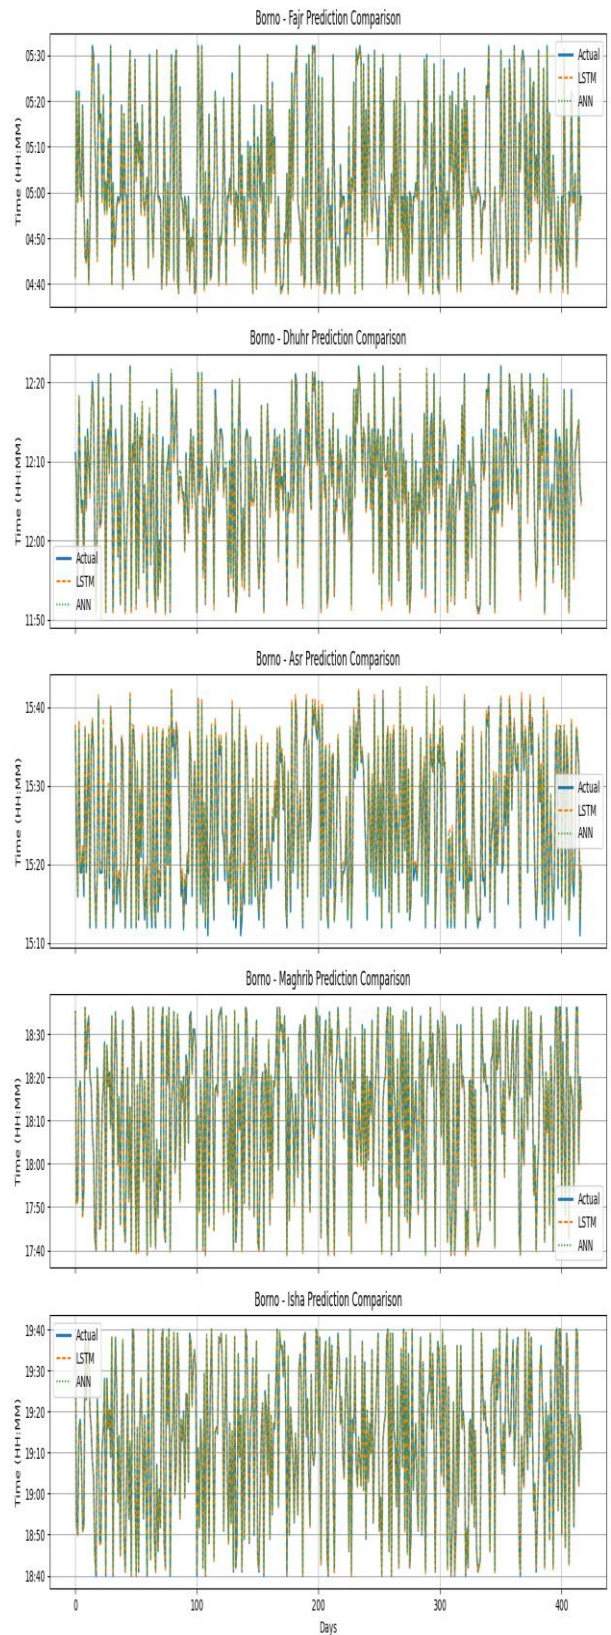 Borno - Fajr Prediction Comparison
Time (HH:MM)
05:30
05:20
05:10
05:00
04:50
04:40
Actual
LSTM
ANN
Borno - Dhuhr Prediction Comparison
Time (HH:MM)
12:20
12:10
12:00
11:50
Actual
LSTM
ANN
Borno - Asr Prediction Comparison
Time (HH:MM)
15:40
15:30
15:20
15:10
Actual
LSTM
ANN
Borno - Maghrib Prediction Comparison
Time (HH:MM)
18:30
18:20
18:10
18:00
17:50
17:40
Actual
LSTM
ANN
Borno - Isha Prediction Comparison
Time (HH:MM)
19:40
19:30
19:20
19:10
19:00
18:50
18:40
Actual
LSTM
ANN
0 100 200 300 400
Days